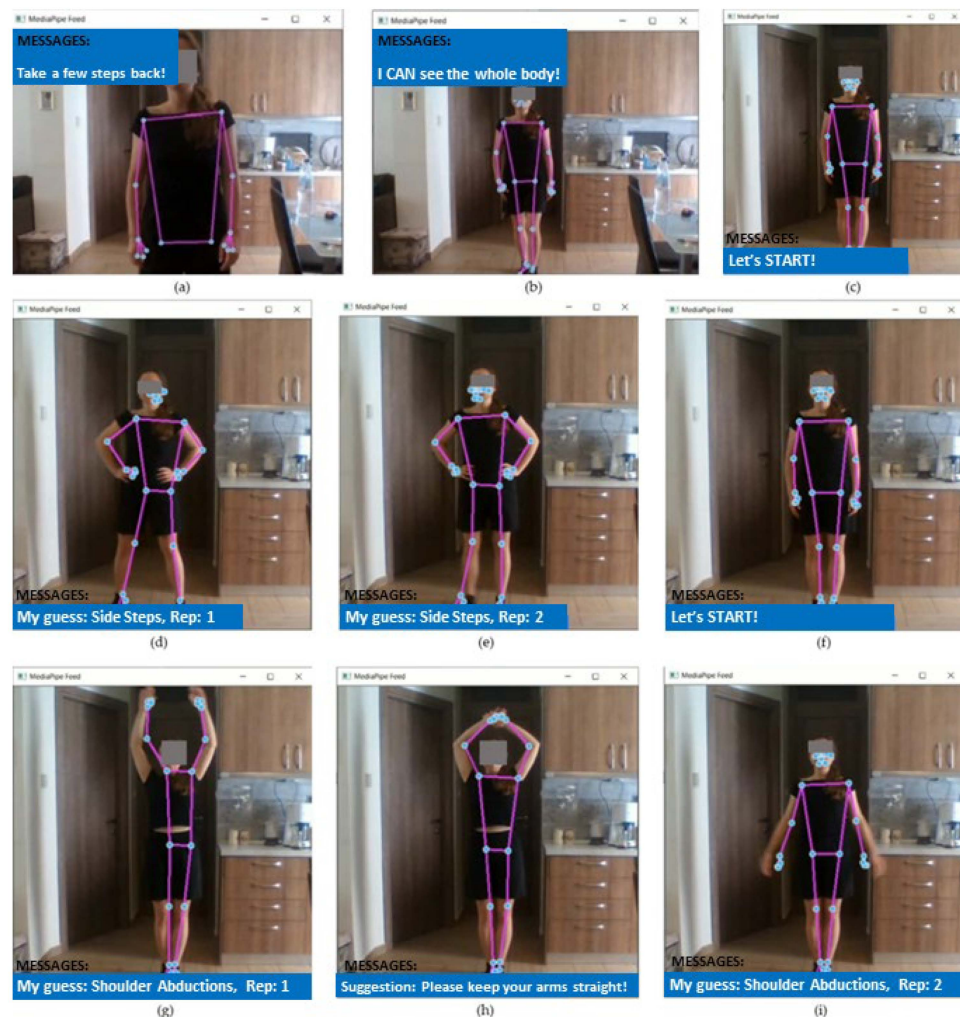 MediaPipe Feed
MESSAGES:
Take a few steps back!
(a)
MediaPipe Feed
MESSAGES:
I CAN see the whole body!
(b)
MediaPipe Feed
MESSAGES:
Let's START!
(c)
MediaPipe Feed
MESSAGES:
My guess: Side Steps, Rep: 1
(d)
MediaPipe Feed
MESSAGES:
My guess: Side Steps, Rep: 2
(e)
MediaPipe Feed
MESSAGES:
Let's START!
(f)
MediaPipe Feed
MESSAGES:
My guess: Shoulder Abductions, Rep: 1
(g)
MediaPipe Feed
MESSAGES:
Suggestion: Please keep your arms straight!
(h)
MediaPipe Feed
MESSAGES:
My guess: Shoulder Abductions, Rep: 2
(i)